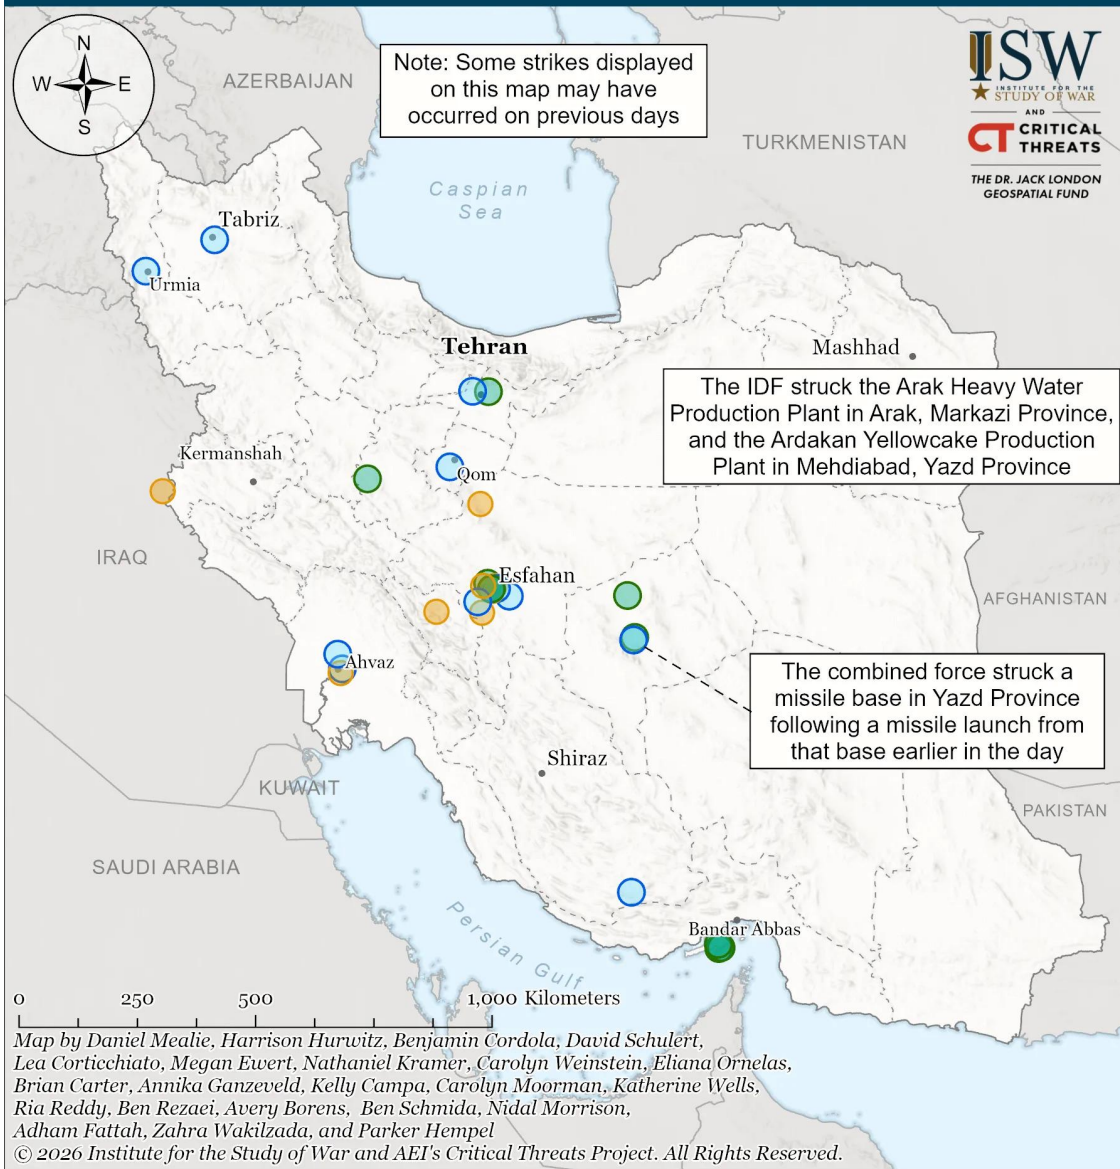 N
W
E
S
AZERBAIJAN
Note: Some strikes displayed
on this map may have
occurred on previous days
ISW
INSTITUTE FOR THE
STUDY OF WAR
AND
CT CRITICAL
THREATS
THE DR. JACK LONDON
GEOSPATIAL FUND
TURKMENISTAN
Caspian
Sea
Tabriz
Urmia
Tehran
Mashhad
The IDF struck the Arak Heavy Water
Production Plant in Arak, Markazi Province,
and the Ardakan Yellowcake Production
Plant in Mehdiabad, Yazd Province
Kermanshah
Qom
IRAQ
Esfahan
AFGHANISTAN
Ahvaz
The combined force struck a
missile base in Yazd Province
following a missile launch from
that base earlier in the day
Shiraz
KUWAIT
PAKISTAN
SAUDI ARABIA
Persian Gulf
Bandar Abbas
0 250 500 1,000 Kilometers
Map by Daniel Mealie, Harrison Hurwitz, Benjamin Cordola, David Schulert,
Lea Corticchiato, Megan Ewert, Nathaniel Kramer, Carolyn Weinstein, Eliana Ornelas,
Brian Carter, Annika Ganzeveld, Kelly Campa, Carolyn Moorman, Katherine Wells,
Ria Reddy, Ben Rezaei, Avery Borens, Ben Schmida, Nidal Morrison,
Adham Fattah, Zahra Wakilzada, and Parker Hempel
© 2026 Institute for the Study of War and AEI's Critical Threats Project. All Rights Reserved.